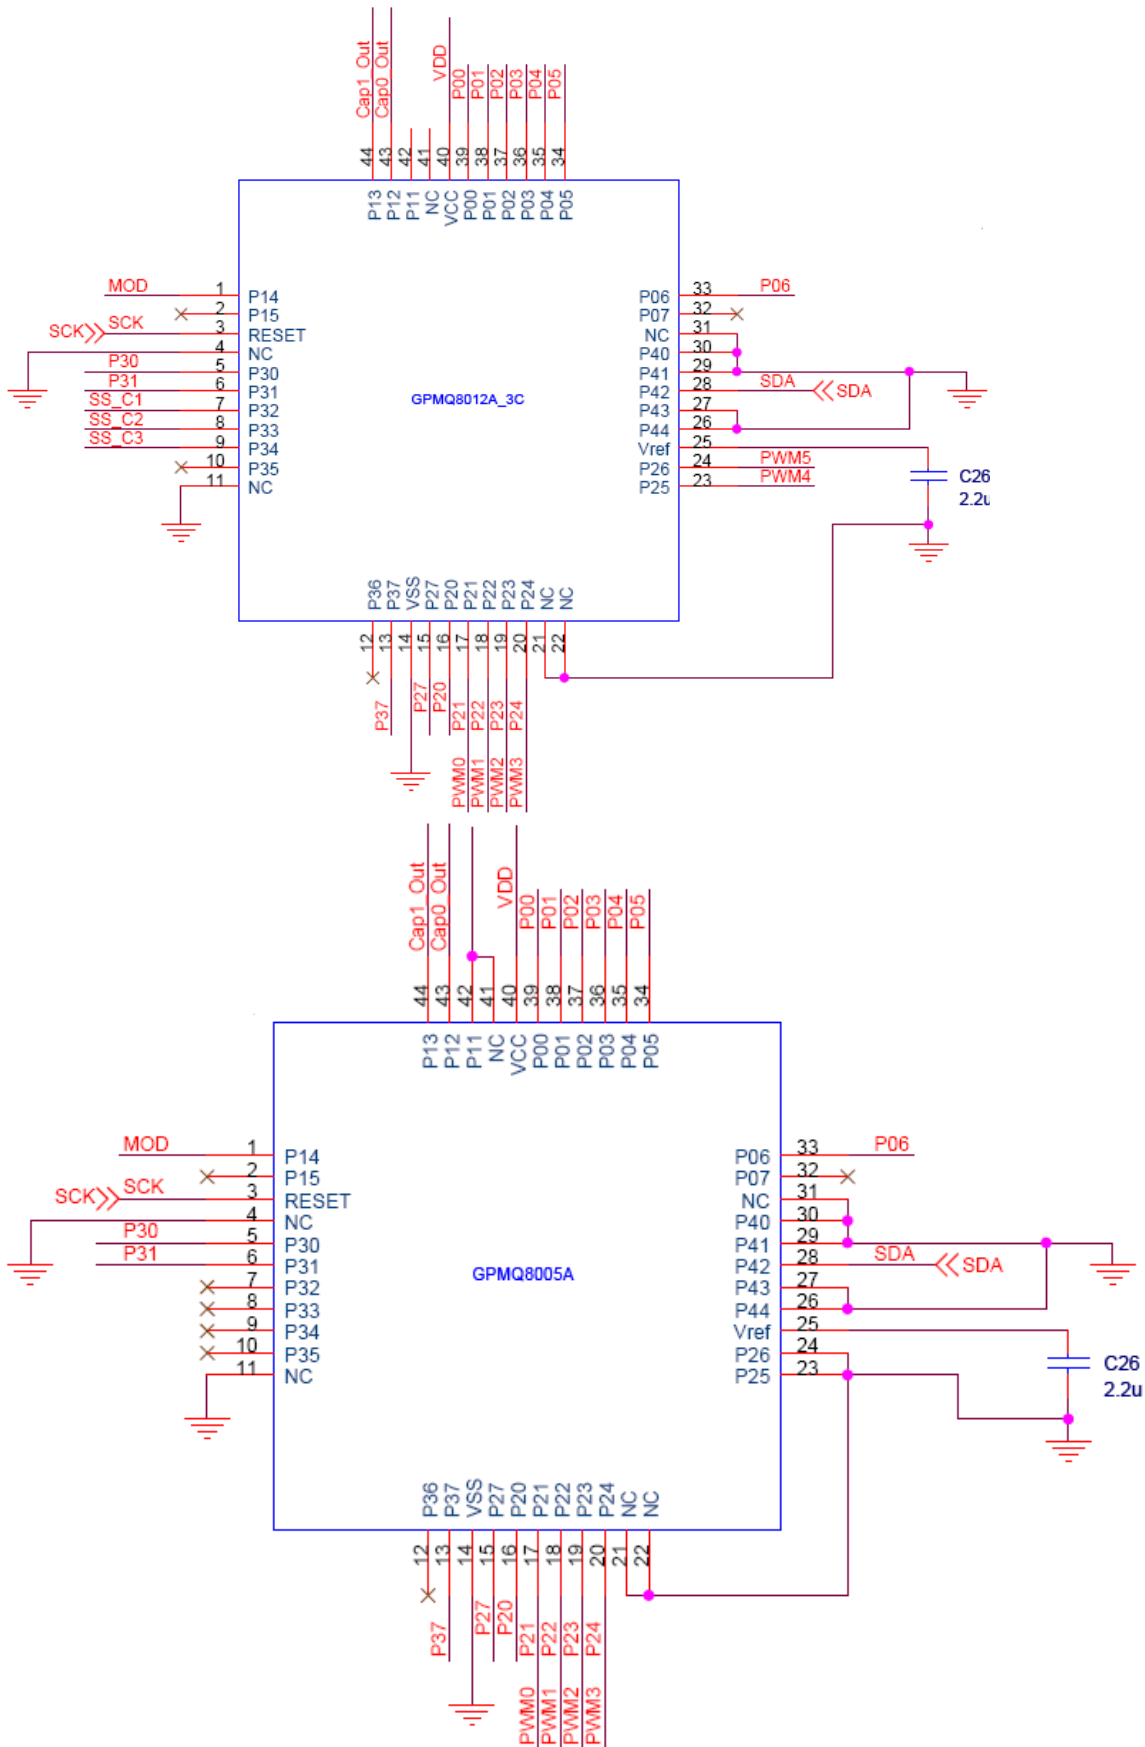 Cap1_Out
Cap0_Out
VDD
P00
P01
P02
P03
P04
P05
44
43
42
41
40
39
38
37
36
35
34
P13
P12
P11
NC
VCC
P00
P01
P02
P03
P04
P05
MOD 1 P14
2 P15
SCK SCK 3 RESET
4 NC
P30 5 P30
P31 6 P31
SS_C1 7 P32
SS_C2 8 P33
SS_C3 9 P34
10 P35
11 NC
GPMQ8012A_3C
P06 33 P06
P07 32
NC 31
P40 30
P41 29
P42 28 SDA SDA
P43 27
P44 26
Vref 25
P26 24 PWM5
P25 23 PWM4
C26
2.2u
P36
P37
VSS
P27
P20
P21
P22
P23
P24
NC
NC
12
13
14
15
16
17
18
19
20
21
22
P37
P27
P20
P21
P22
P23
P24
PWM0
PWM1
PWM2
PWM3
Cap1_Out
Cap0_Out
VDD
P00
P01
P02
P03
P04
P05
44
43
42
41
40
39
38
37
36
35
34
P13
P12
P11
NC
VCC
P00
P01
P02
P03
P04
P05
MOD 1 P14
2 P15
SCK SCK 3 RESET
4 NC
P30 5 P30
P31 6 P31
7 P32
8 P33
9 P34
10 P35
11 NC
GPMQ8005A
P06 33 P06
P07 32
NC 31
P40 30
P41 29
P42 28 SDA SDA
P43 27
P44 26
Vref 25
P26 24
P25 23
C26
2.2u
P36
P37
VSS
P27
P20
P21
P22
P23
P24
NC
NC
12
13
14
15
16
17
18
19
20
21
22
P37
P27
P20
P21
P22
P23
P24
PWM0
PWM1
PWM2
PWM3